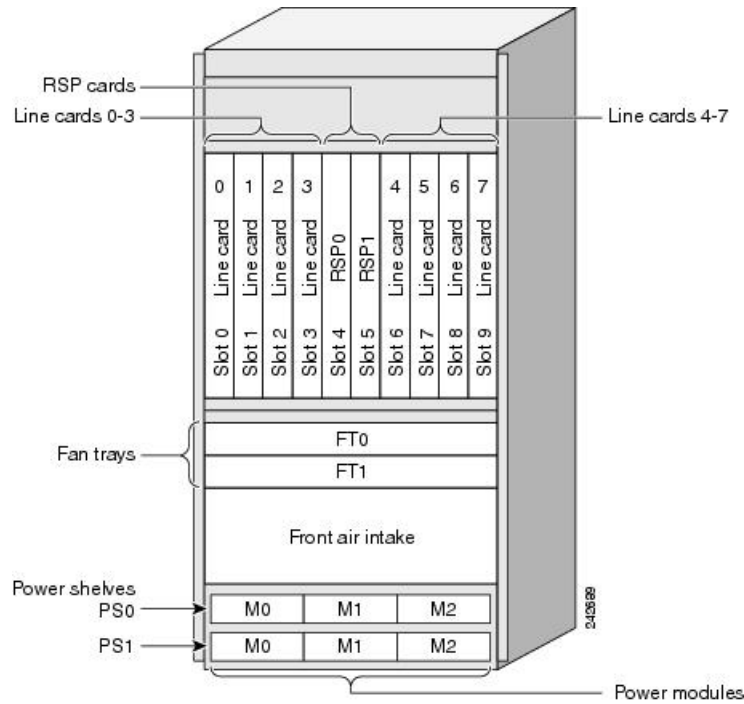 RSP cards
Line cards 0-3
Line cards 4-7
0 1 2 3 4 5 6 7
Line card Line card Line card Line card RSP0 RSP1 Line card Line card Line card Line card
Slot 0 Slot 1 Slot 2 Slot 3 Slot 4 Slot 5 Slot 6 Slot 7 Slot 8 Slot 9
Fan trays
FT0
FT1
Front air intake
Power shelves
PS0
M0 M1 M2
PS1
M0 M1 M2
242689
Power modules